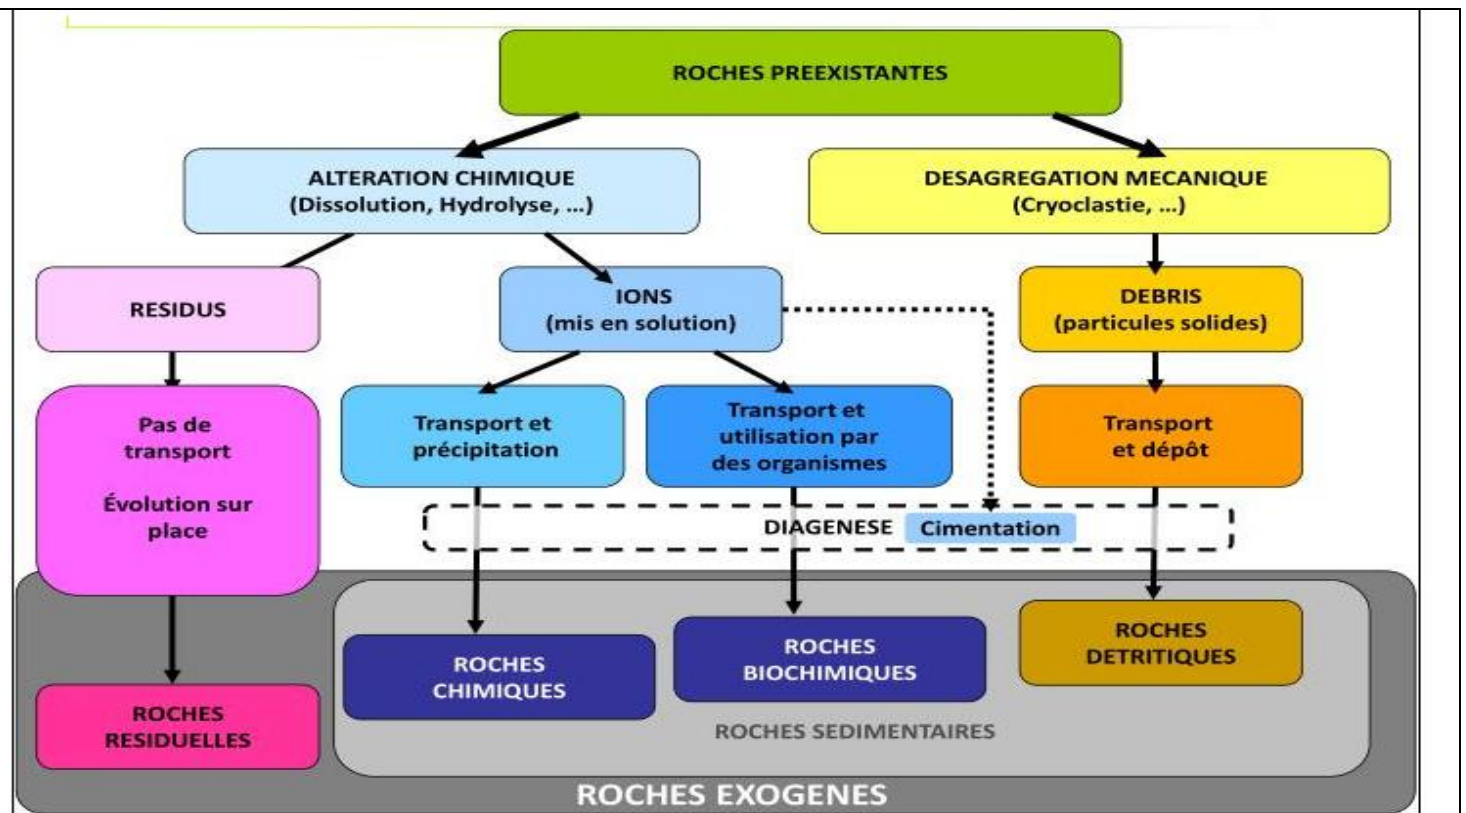 ROCHES PREEXISTANTES
ALTERATION CHIMIQUE
(Dissolution, Hydrolyse, ...)
DESAGREGATION MECANIQUE
(Cryoclastie, ...)
RESIDUS
IONS
(mis en solution)
DEBRIS
(particules solides)
Pas de
transport
Évolution sur
place
Transport et
précipitation
Transport et
utilisation par
des organismes
Transport
et dépôt
DIAGENESE Cimentation
ROCHES
RESIDUELLES
ROCHES
CHIMIQUES
ROCHES
BIOCHIMIQUES
ROCHES
DETRITIQUES
ROCHES SEDIMENTAIRES
ROCHES EXOGENES